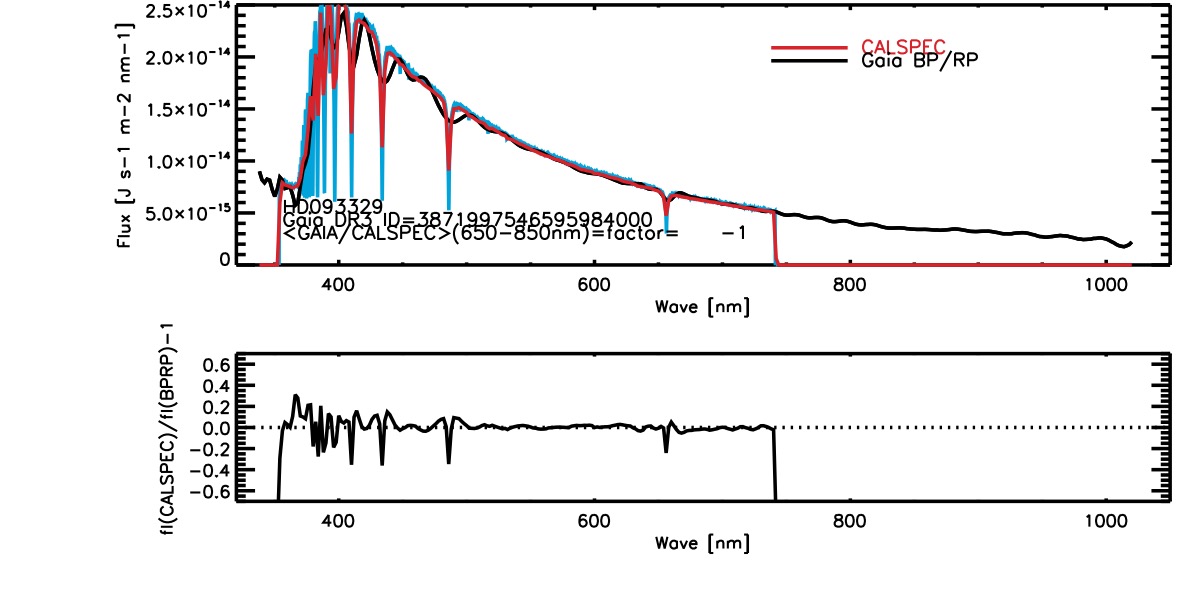 2.5×10−14
2.0×10−14
1.5×10−14
1.0×10−14
5.0×10−15
0
Flux [J s−1 m−2 nm−1]
CALSPEC
Gaia BP/RP
HD093329
Gaia DR3 ID=3871997546595984000
<GAIA/CALSPEC>(650−850nm)=factor= −1
400 600 800 1000
Wave [nm]
fl(CALSPEC)/fl(BPRP)−1
0.6
0.4
0.2
0.0
−0.2
−0.4
−0.6
400 600 800 1000
Wave [nm]